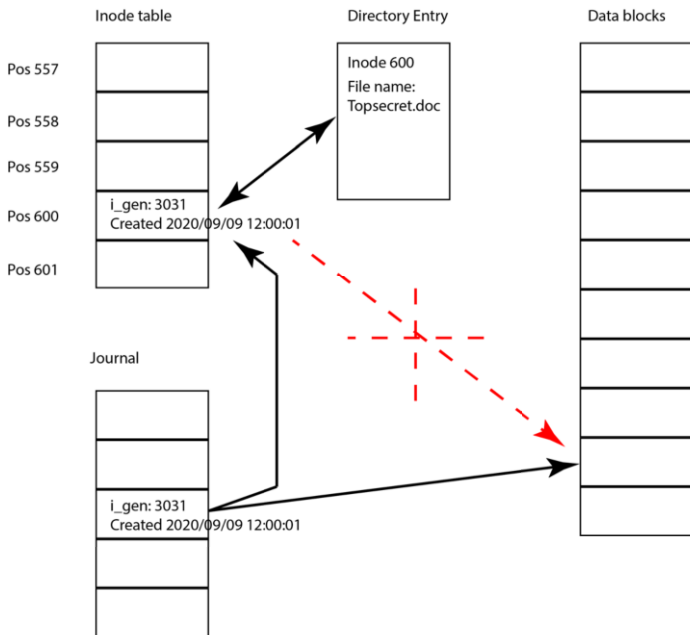 Inode table
Directory Entry
Data blocks
Pos 557
Pos 558
Pos 559
Pos 600
Pos 601
Inode 600
File name:
Topsecret.doc
i_gen: 3031
Created 2020/09/09 12:00:01
Journal
i_gen: 3031
Created 2020/09/09 12:00:01